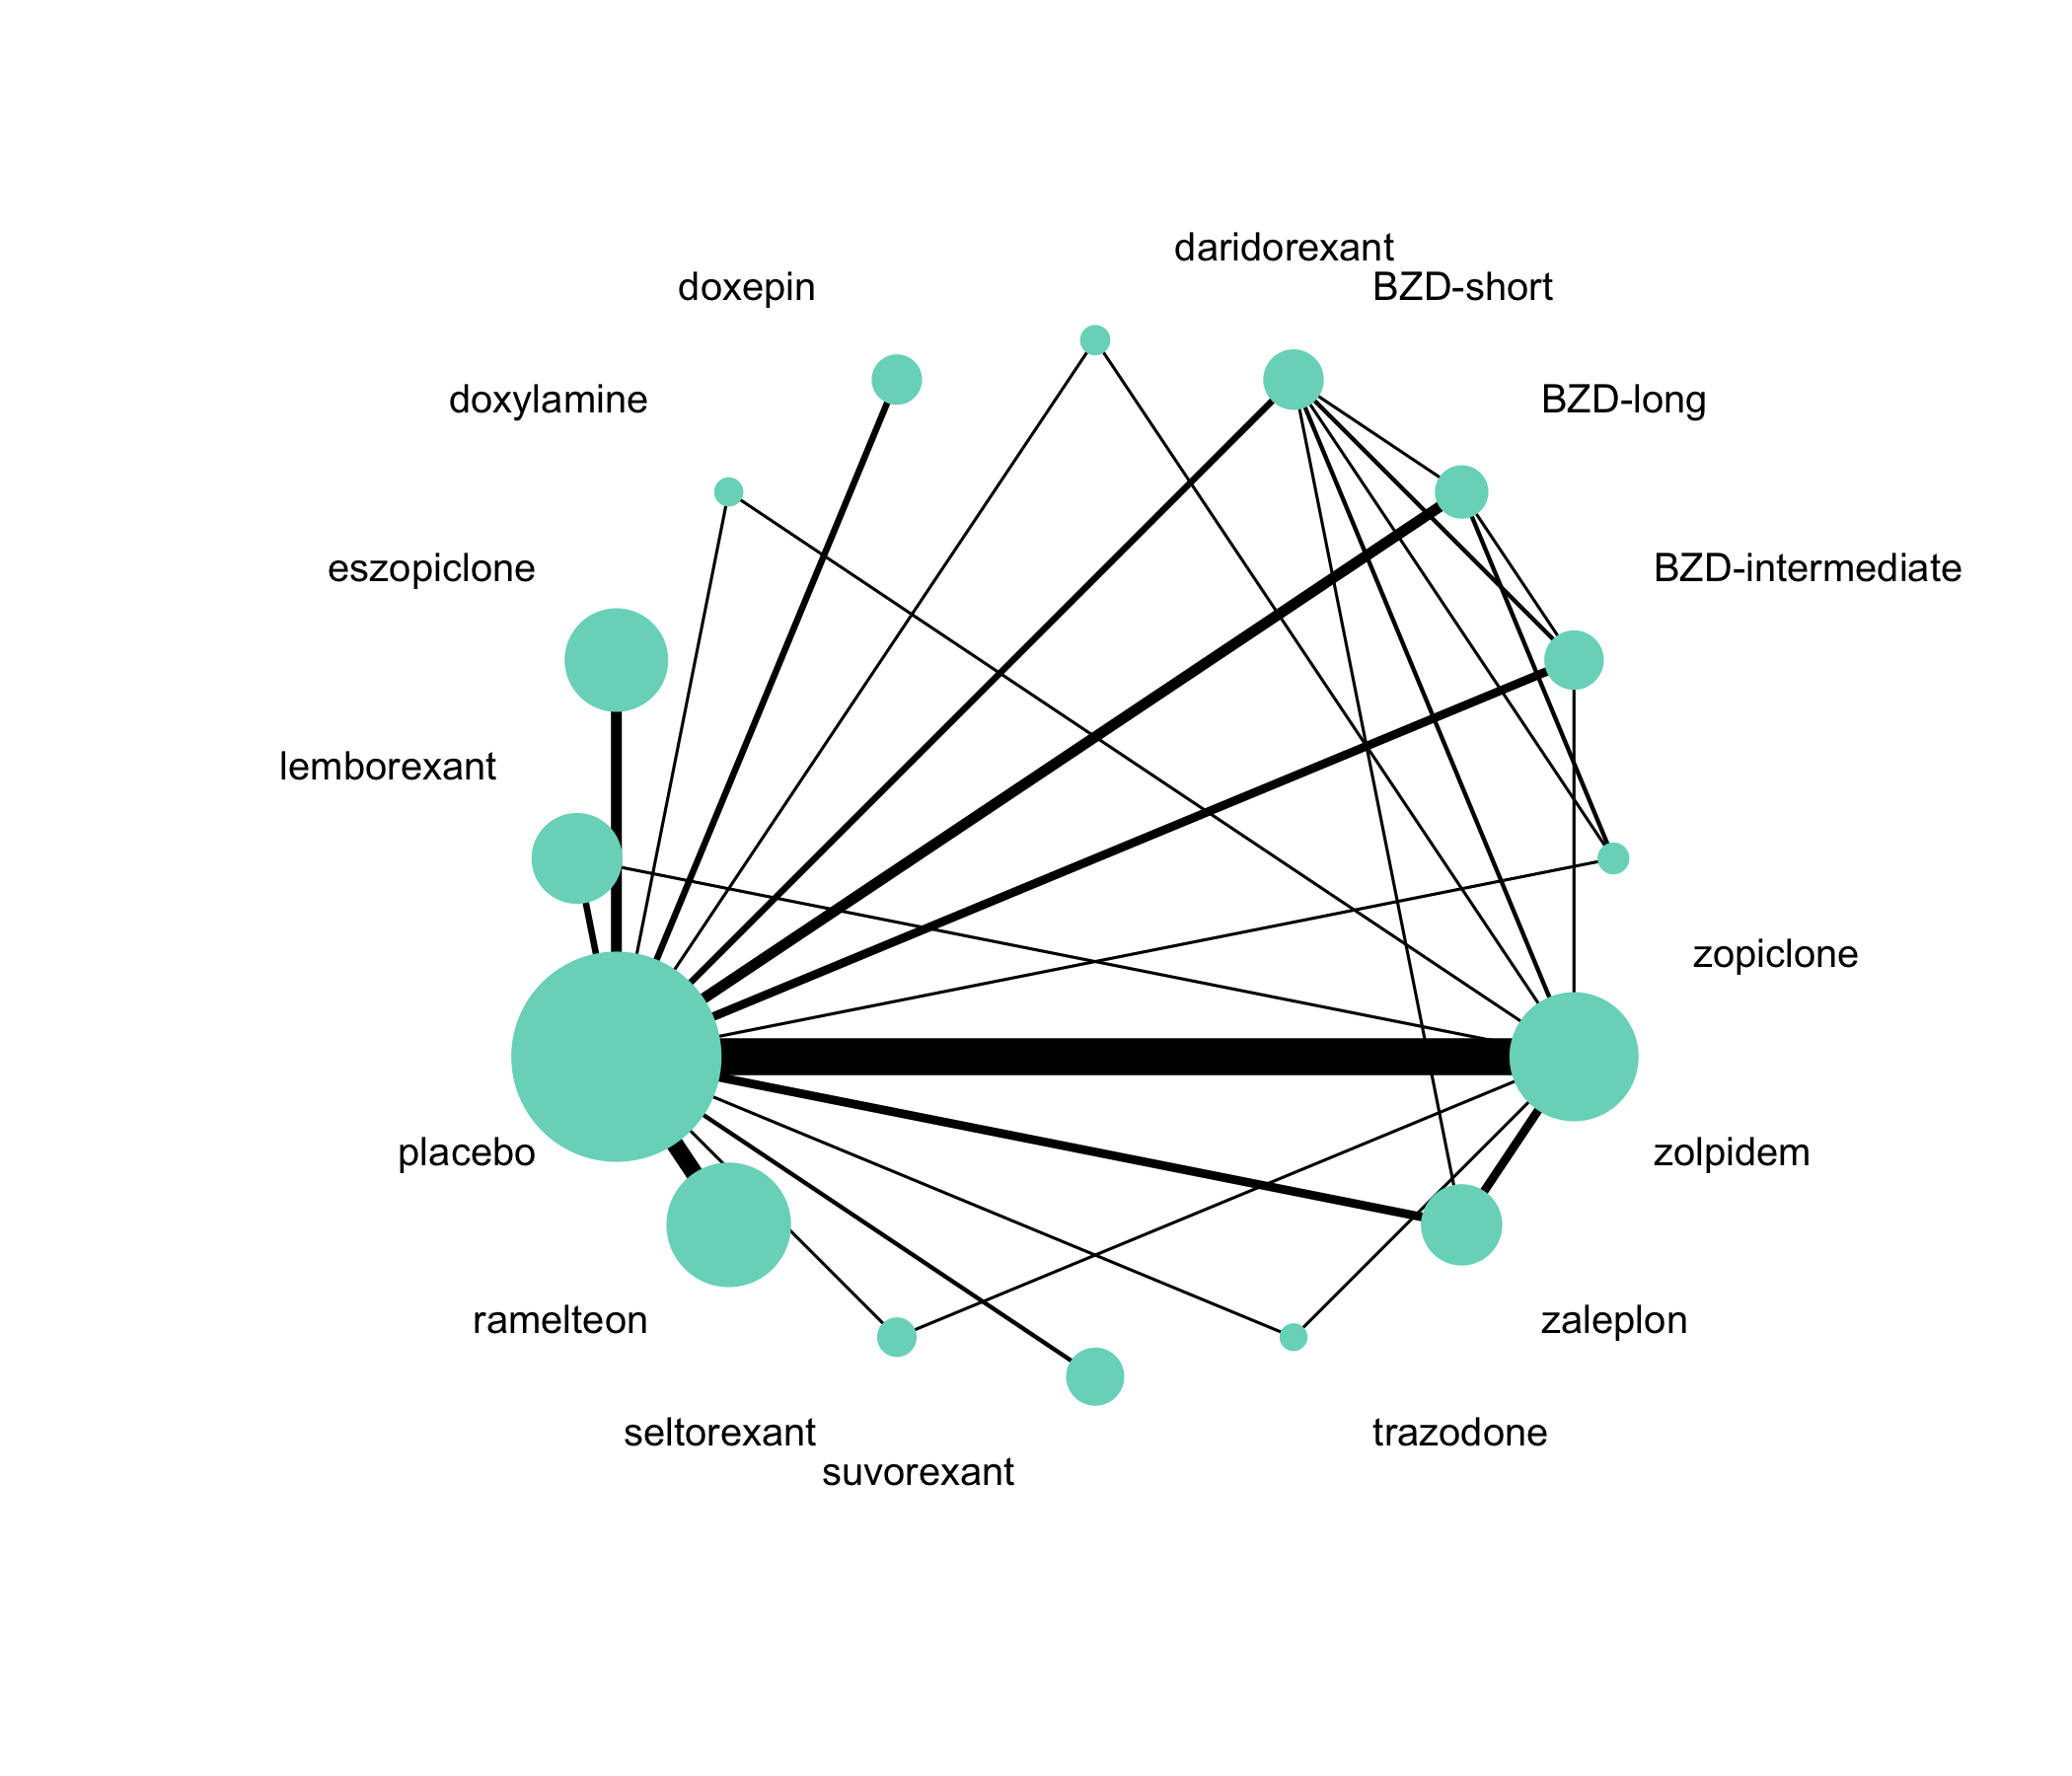 daridorexant
BZD-short
doxepin
BZD-long
doxylamine
BZD-intermediate
eszopiclone
lemborexant
zopiclone
placebo
zolpidem
ramelteon
zaleplon
seltorexant
trazodone
suvorexant